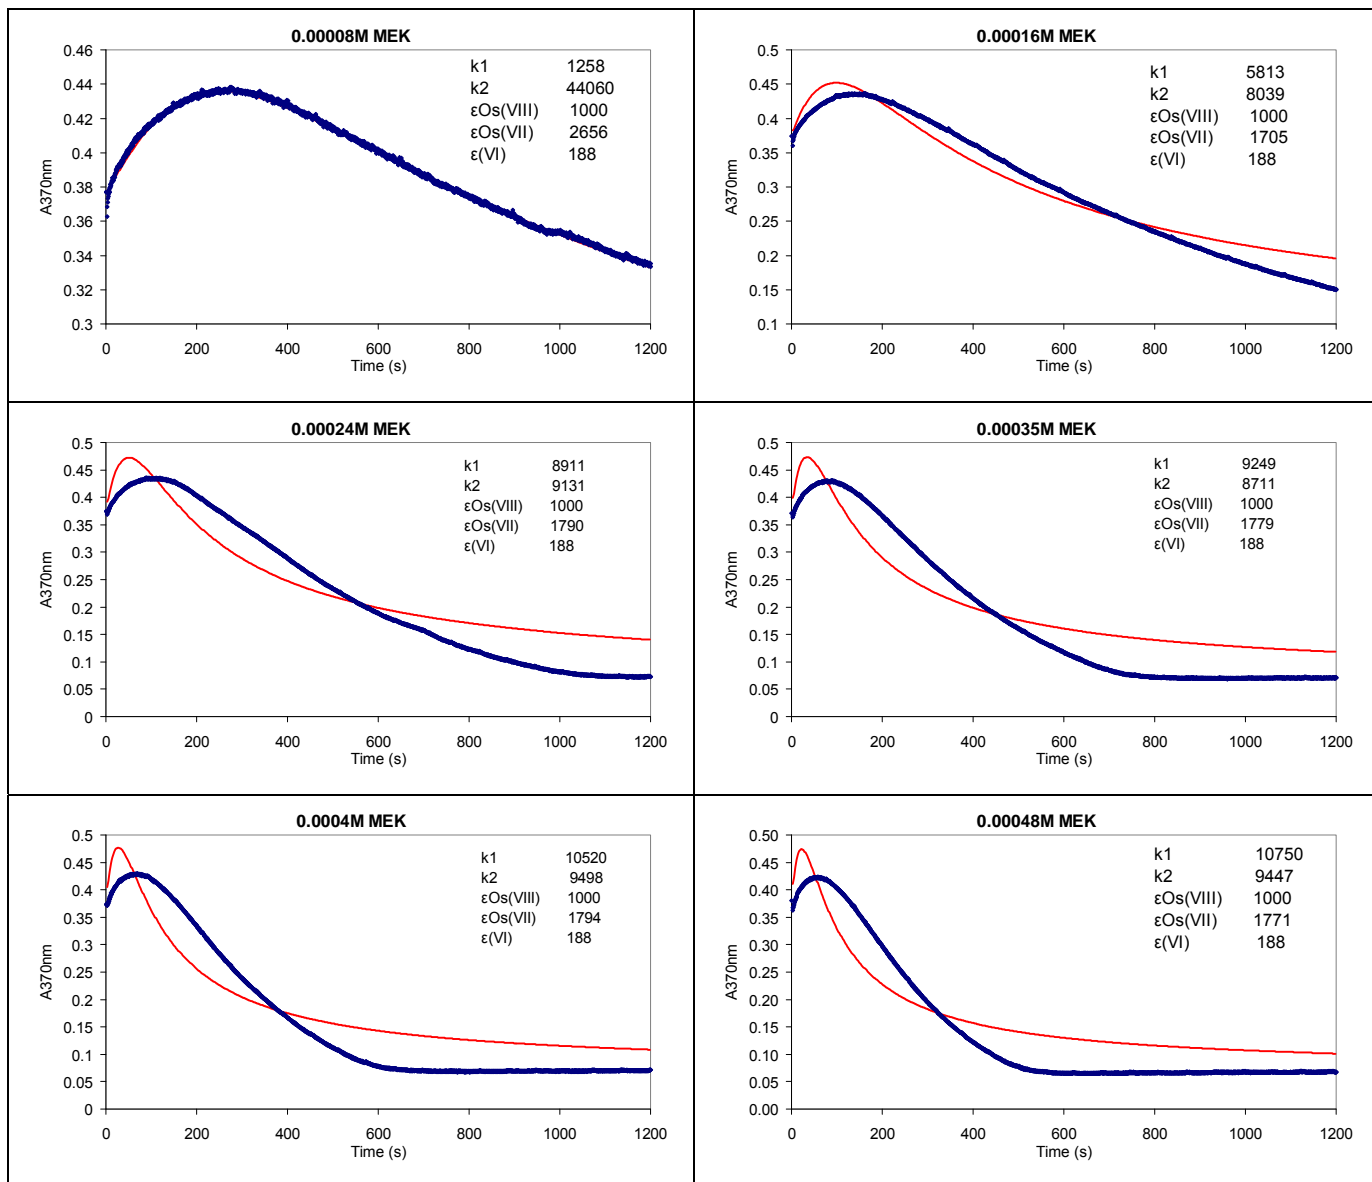 0.00008M MEK
0.46
0.44
0.42
0.4
0.38
0.36
0.34
0.32
0.3
A370nm
k1 1258
k2 44060
εOs(VIII) 1000
εOs(VII) 2656
ε(VI) 188
0 200 400 600 800 1000 1200
Time (s)
0.00016M MEK
0.5
0.45
0.4
0.35
0.3
0.25
0.2
0.15
0.1
A370nm
k1 5813
k2 8039
εOs(VIII) 1000
εOs(VII) 1705
ε(VI) 188
0 200 400 600 800 1000 1200
Time (s)
0.00024M MEK
0.5
0.45
0.4
0.35
0.3
0.25
0.2
0.15
0.1
0.05
0
A370nm
k1 8911
k2 9131
εOs(VIII) 1000
εOs(VII) 1790
ε(VI) 188
0 200 400 600 800 1000 1200
Time (s)
0.00035M MEK
0.5
0.45
0.4
0.35
0.3
0.25
0.2
0.15
0.1
0.05
0
A370nm
k1 9249
k2 8711
εOs(VIII) 1000
εOs(VII) 1779
ε(VI) 188
0 200 400 600 800 1000 1200
Time (s)
0.0004M MEK
0.5
0.45
0.4
0.35
0.3
0.25
0.2
0.15
0.1
0.05
0
A370nm
k1 10520
k2 9498
εOs(VIII) 1000
εOs(VII) 1794
ε(VI) 188
0 200 400 600 800 1000 1200
Time (s)
0.00048M MEK
0.50
0.45
0.40
0.35
0.30
0.25
0.20
0.15
0.10
0.05
0.00
A370nm
k1 10750
k2 9447
εOs(VIII) 1000
εOs(VII) 1771
ε(VI) 188
0 200 400 600 800 1000 1200
Time (s)